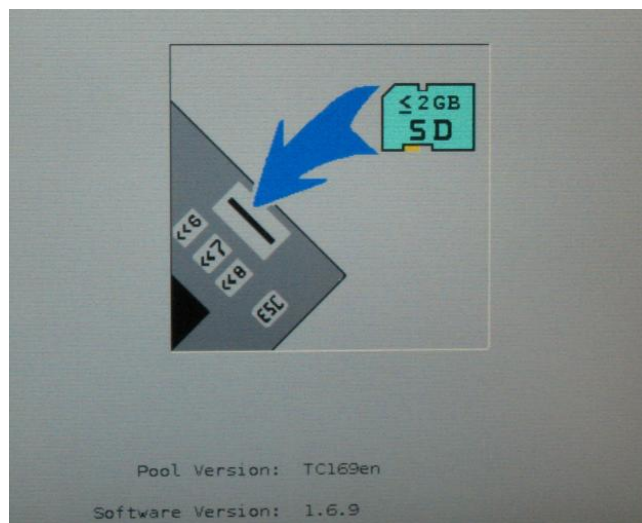 ≤2GB
SD
<<6
<<7
<<8
ESC
Pool Version: TC169en
Software Version: 1.6.9